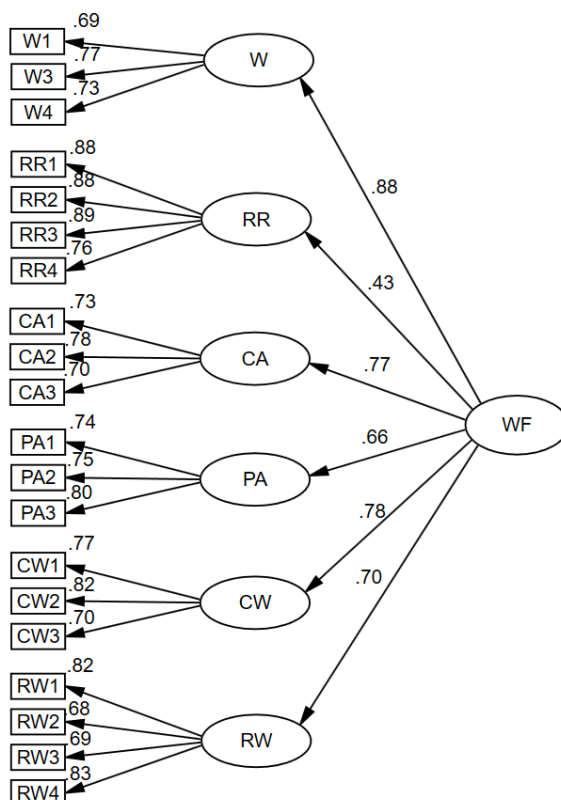 .69
W1
.77
W3
.73
W4
W
.88
.88
RR1
.88
RR2
.89
RR3
.76
RR4
RR
.43
.73
CA1
.78
CA2
.70
CA3
CA
.77
WF
.74
PA1
.75
PA2
.80
PA3
PA
.66
.77
CW1
.82
CW2
.70
CW3
CW
.78
.70
.82
RW1
.68
RW2
.69
RW3
.83
RW4
RW